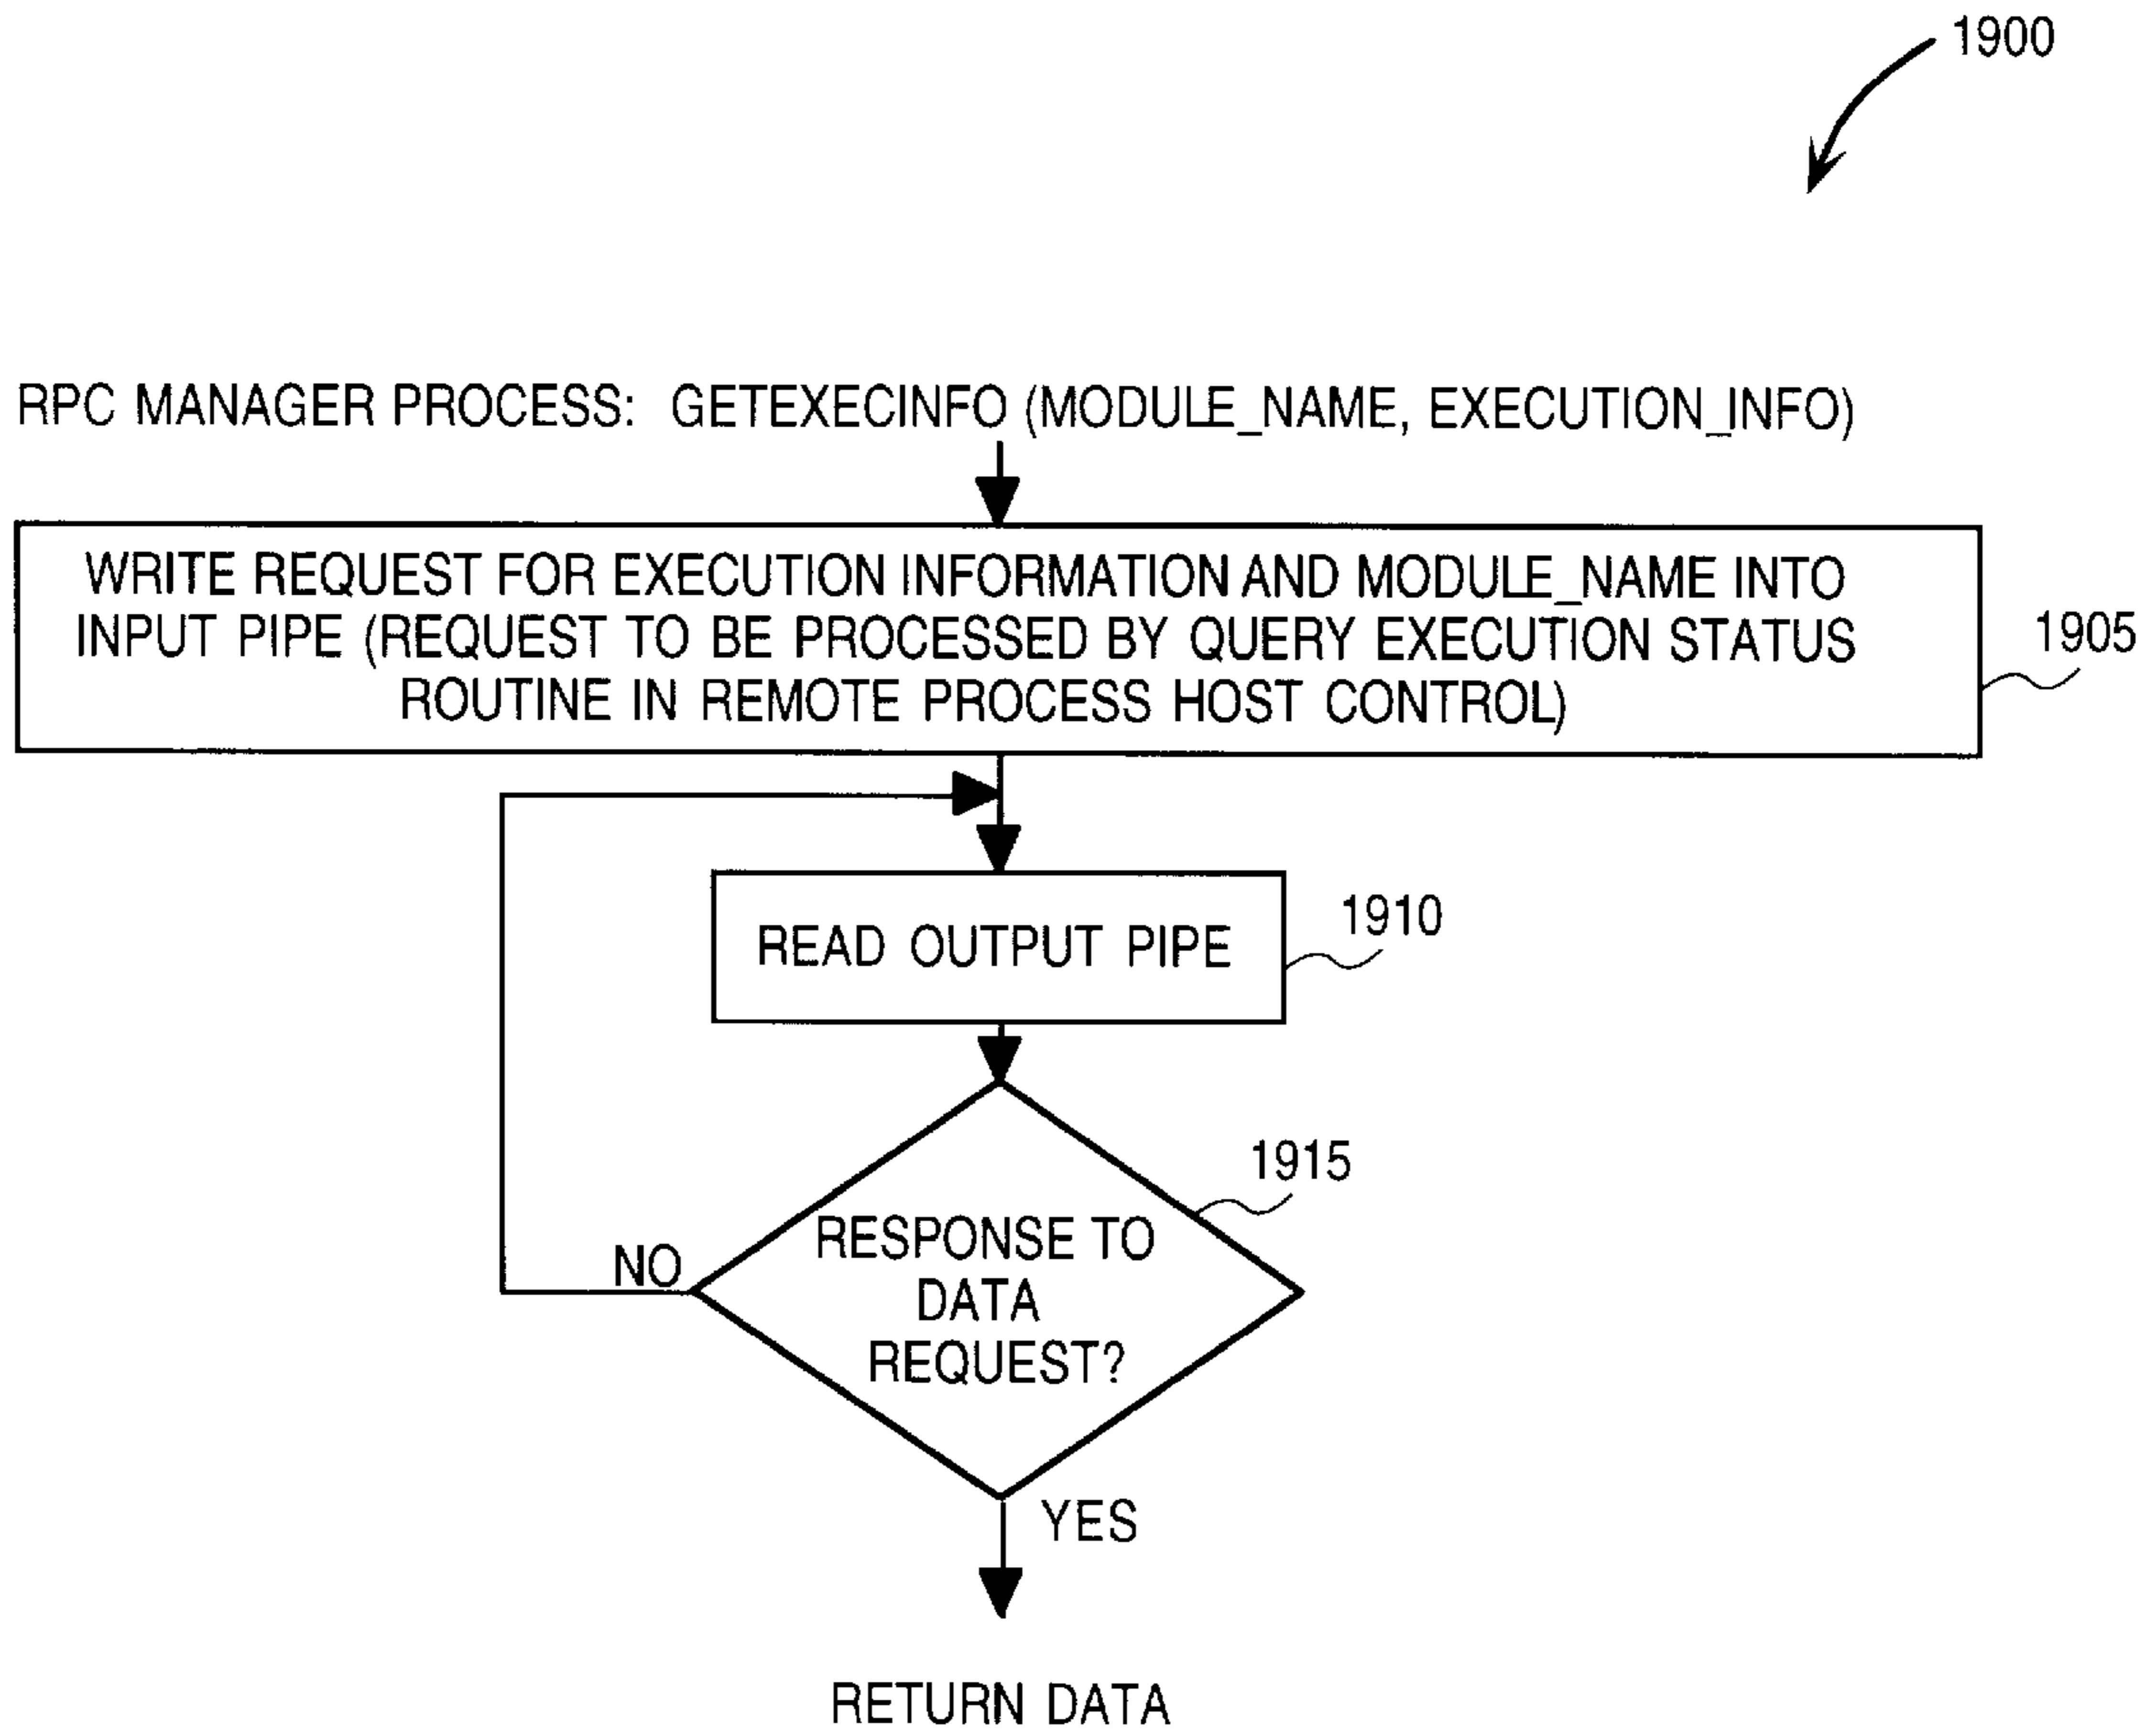 1900
RPC MANAGER PROCESS: GETEXECINFO (MODULE_NAME, EXECUTION_INFO)
WRITE REQUEST FOR EXECUTION INFORMATION AND MODULE_NAME INTO
INPUT PIPE (REQUEST TO BE PROCESSED BY QUERY EXECUTION STATUS
ROUTINE IN REMOTE PROCESS HOST CONTROL)
1905
READ OUTPUT PIPE
1910
1915
RESPONSE TO
DATA
REQUEST?
NO
YES
RETURN DATA